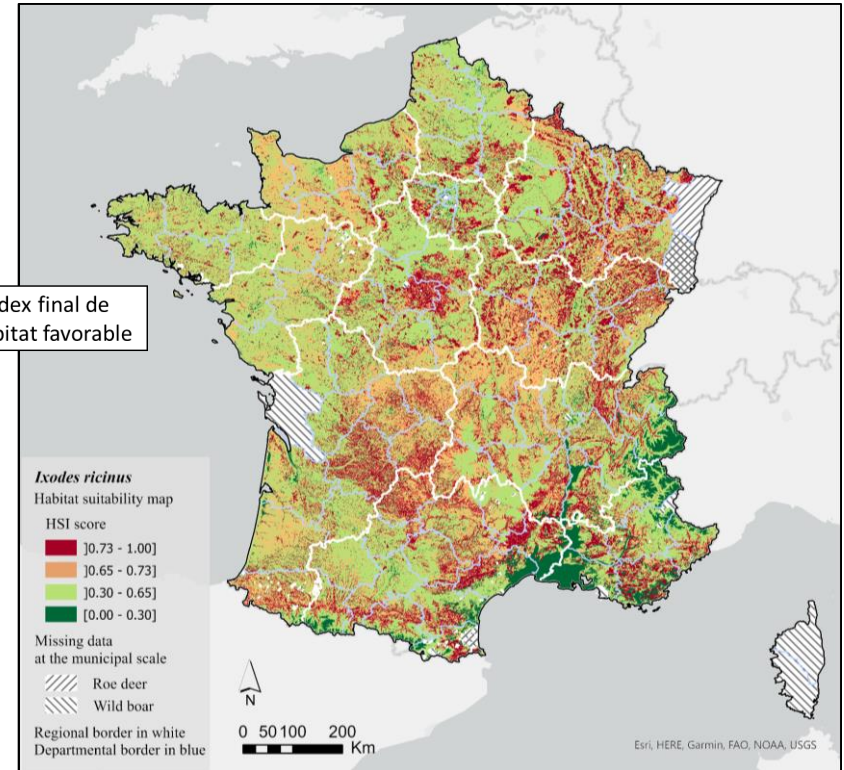 dex final de
bitat favorable
Ixodes ricinus
Habitat suitability map
HSI score
]0.73 - 1.00]
]0.65 - 0.73]
]0.30 - 0.65]
[0.00 - 0.30]
Missing data
at the municipal scale
Roe deer
Wild boar
Regional border in white
Departmental border in blue
N
0 50 100 200
Km
Esri, HERE, Garmin, FAO, NOAA, USGS